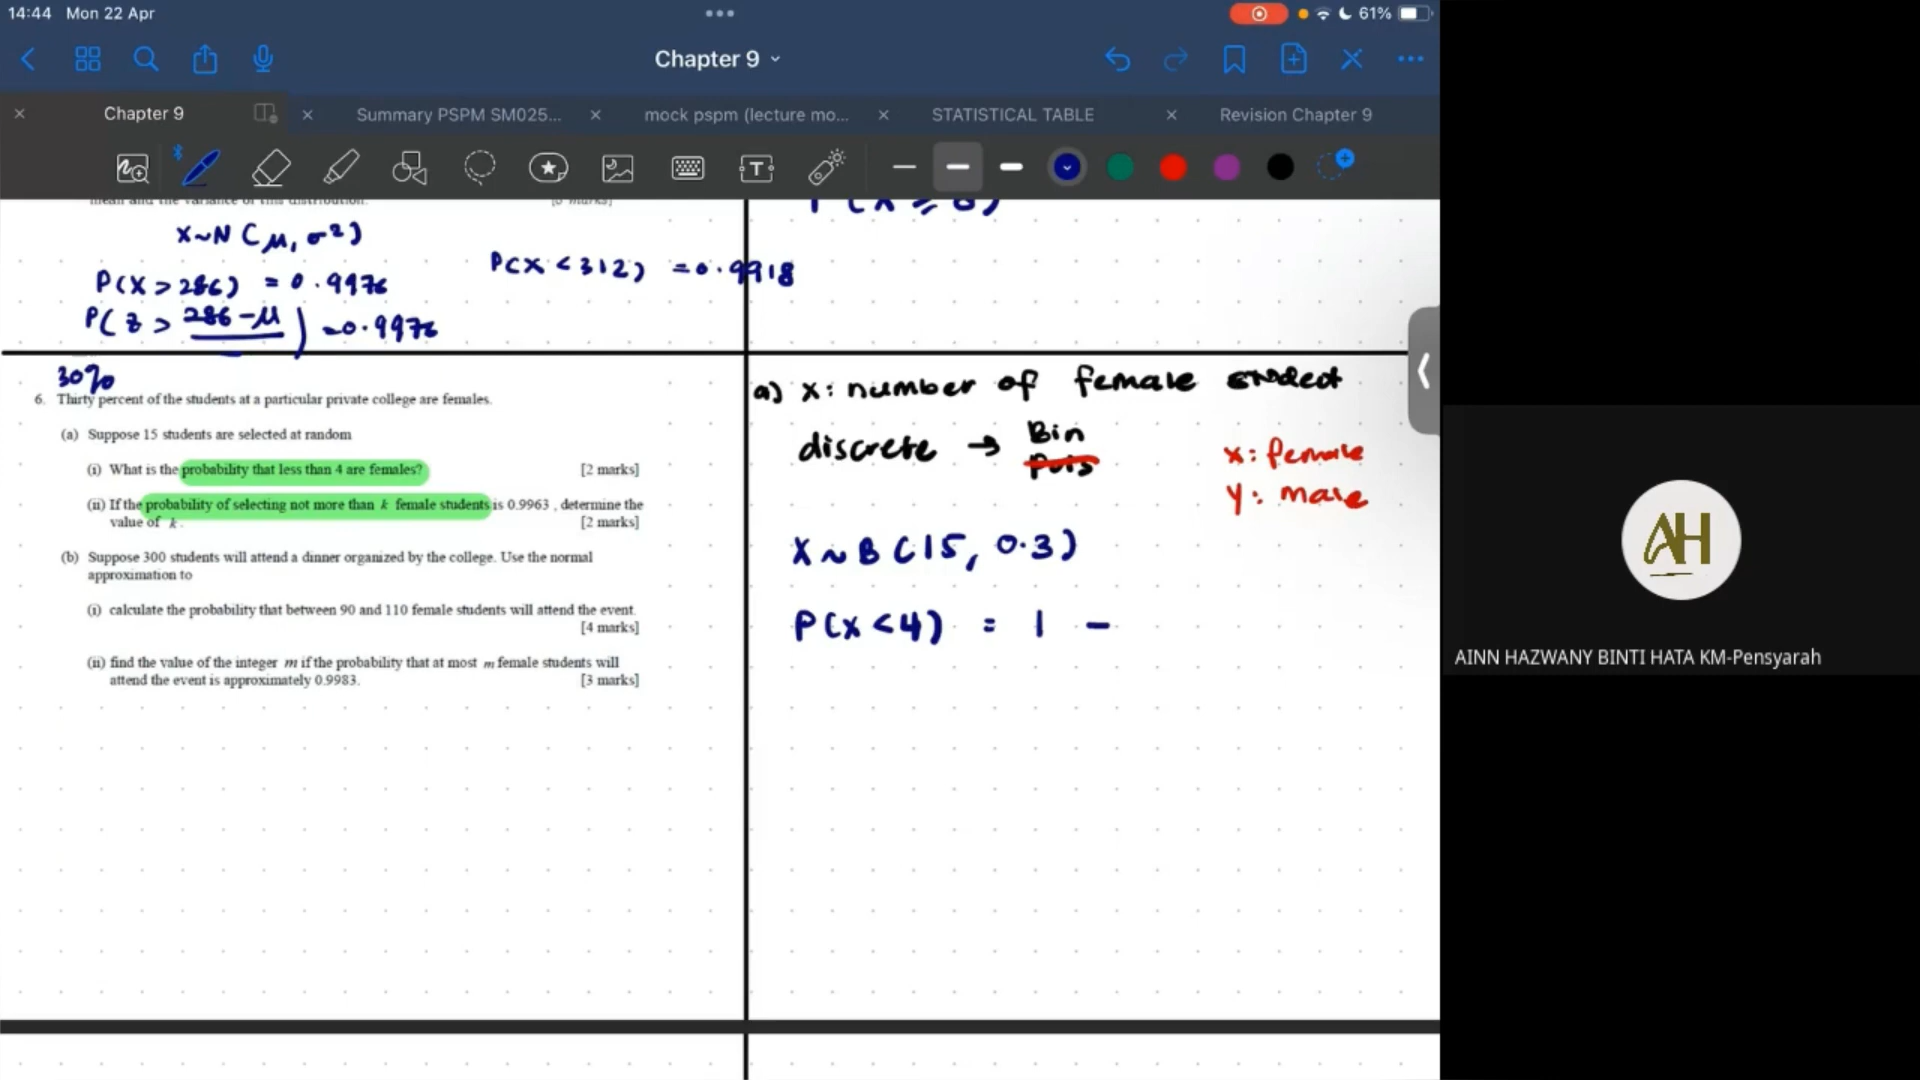 14:44 Mon 22 Apr
61%
Chapter 9
Chapter 9
Summary PSPM SM025...
mock pspm (lecture mo...
STATISTICAL TABLE
Revision Chapter 9
mean and the variance of this distribution.
X~N(μ, σ²)
P(X > 286) = 0.9976
P(X < 312) = 0.9918
P(Z > 286-μ) = 0.9976
30%
6. Thirty percent of the students at a particular private college are females.
(a) Suppose 15 students are selected at random
(i) What is the probability that less than 4 are females? [2 marks]
(ii) If the probability of selecting not more than k female students is 0.9963 , determine the
value of k. [2 marks]
(b) Suppose 300 students will attend a dinner organized by the college. Use the normal
approximation to
(i) calculate the probability that between 90 and 110 female students will attend the event.
[4 marks]
(ii) find the value of the integer m if the probability that at most m female students will
attend the event is approximately 0.9983. [3 marks]
a) X: number of female student
discrete → Bin
Pois
X: female
Y: male
X~B(15, 0.3)
P(X<4) = 1 -
AH
AINN HAZWANY BINTI HATA KM-Pensyarah